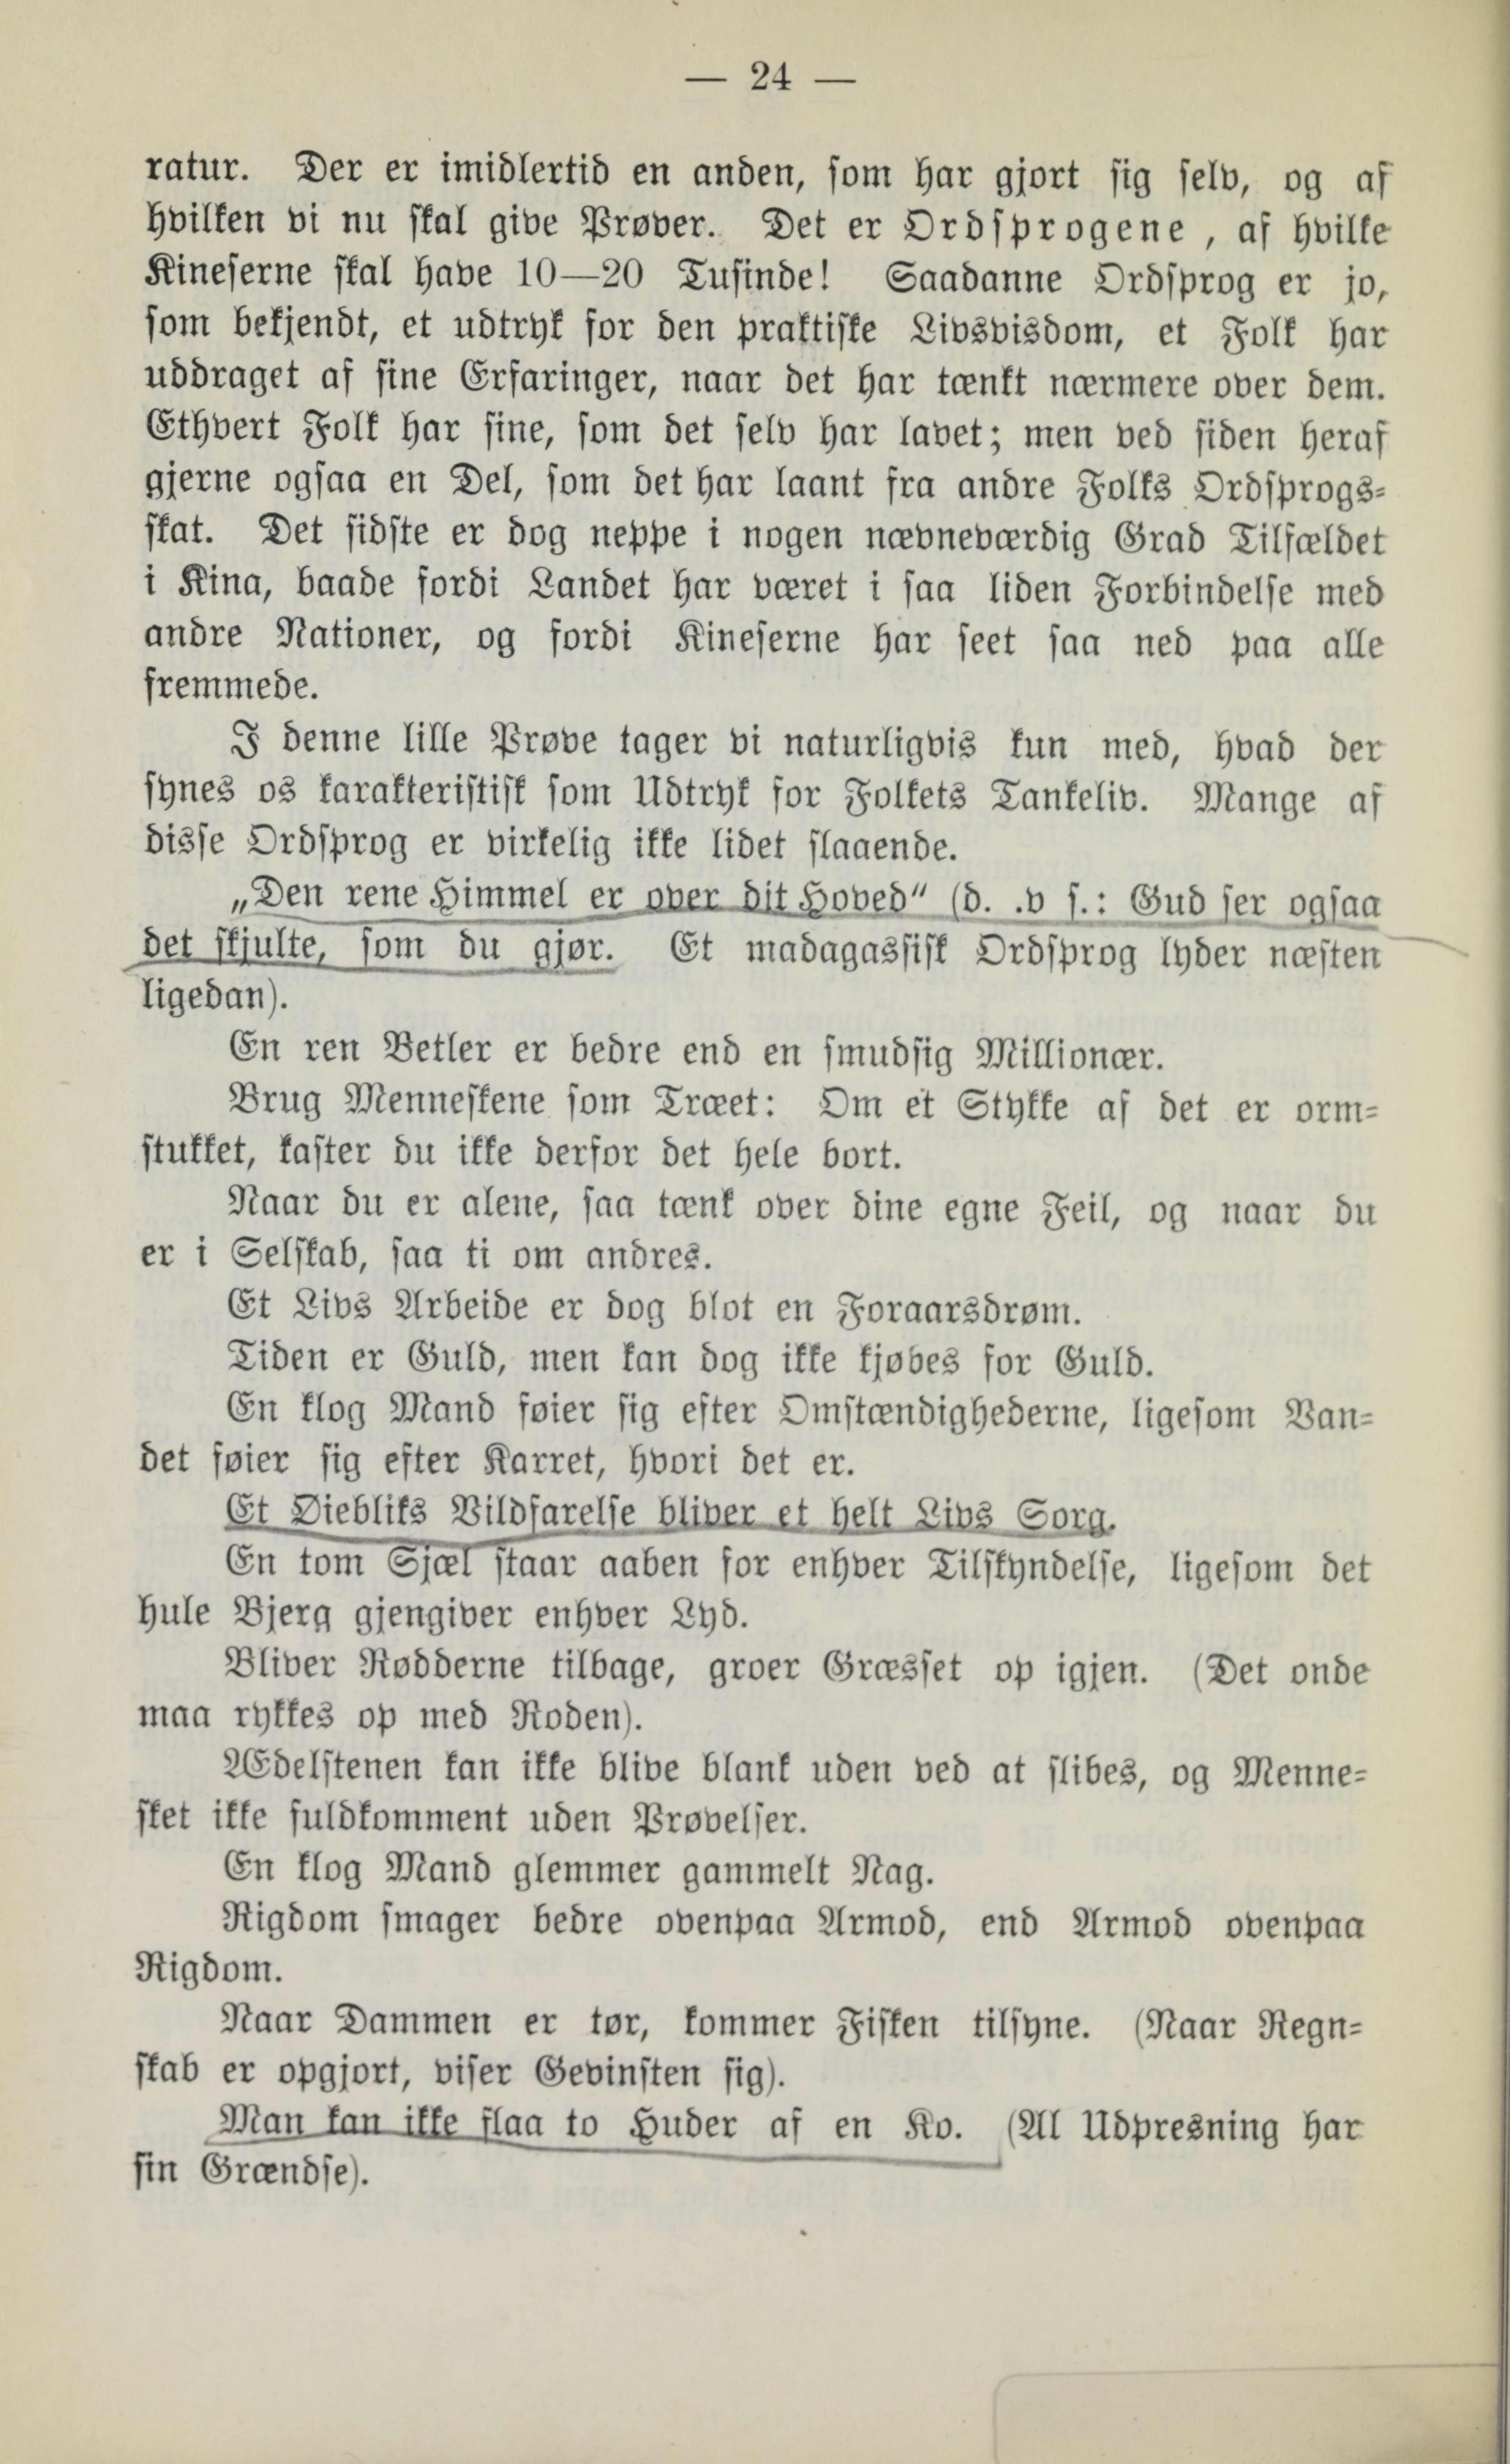 — 24 —
ratur. Der er imidlertid en anden, som har gjort sig selv, og af
hvilken vi nu skal give Prøver. Det er Ordsprogene, af hvilke
Kineserne skal have 10—20 Tusinde! Saadanne Ordsprog er jo,
som bekjendt, et udtryk for den praktiske Livsvisdom, et Folk har
uddraget af sine Erfaringer, naar det har tænkt nærmere over dem.
Ethvert Folk har sine, som det selv har lavet; men ved siden heraf
gjerne ogsaa en Del, som det har laant fra andre Folks Ordsprogs-
skat. Det sidste er dog neppe i nogen nævneværdig Grad Tilfældet
i Kina, baade fordi Landet har været i saa liden Forbindelse med
andre Nationer, og fordi Kineserne har seet saa ned paa alle
fremmede.
I denne lille Prøve tager vi naturligvis kun med, hvad der
synes os karakteristisk som Udtryk for Folkets Tankeliv. Mange af
disse Ordsprog er virkelig ikke lidet slaaende.
„Den rene Himmel er over dit Hoved“ (d. .v s.: Gud ser ogsaa
det skjulte, som du gjør. Et madagassisk Ordsprog lyder næsten
ligedan).
En ren Betler er bedre end en smudsig Millionær.
Brug Menneskene som Træet: Om et Stykke af det er orm-
stukket, kaster du ikke derfor det hele bort.
Naar du er alene, saa tænk over dine egne Feil, og naar du
er i Selskab, saa ti om andres.
Et Livs Arbeide er dog blot en Foraarsdrøm.
Tiden er Guld, men kan dog ikke kjøbes for Guld.
En klog Mand føier sig efter Omstændighederne, ligesom Van-
det føier sig efter Karret, hvori det er.
Et Øiebliks Vildfarelse bliver et helt Livs Sorg.
En tom Sjæl staar aaben for enhver Tilskyndelse, ligesom det
hule Bjerg gjengiver enhver Lyd.
Bliver Rødderne tilbage, groer Græsset op igjen. (Det onde
maa rykkes op med Roden).
Ædelstenen kan ikke blive blank uden ved at slibes, og Menne-
sket ikke fuldkomment uden Prøvelser.
En klog Mand glemmer gammelt Nag.
Rigdom smager bedre ovenpaa Armod, end Armod ovenpaa
Rigdom.
Naar Dammen er tør, kommer Fisken tilsyne. (Naar Regn-
skab er opgjort, viser Gevinsten sig).
Man kan ikke flaa to Huder af en Ko. (Al Udpresning har
sin Grændse).